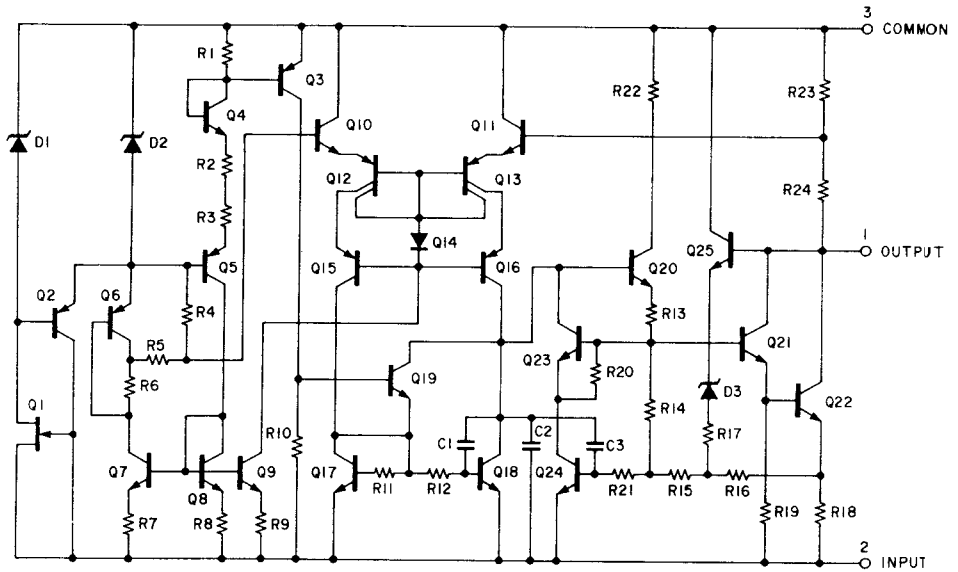 3
COMMON
R1
Q3
Q4
R22
R23
D1
D2
Q10
Q11
R2
Q12
Q13
R24
R3
1
OUTPUT
Q14
Q25
Q2
Q6
Q5
Q15
Q16
Q20
R4
R13
R5
Q23
Q21
R6
Q19
R20
D3
Q22
Q1
R10
R14
C1
C2
C3
R17
Q7
Q8
Q9
Q17
R11
R12
Q18
Q24
R21
R15
R16
R7
R8
R9
R19
R18
2
INPUT